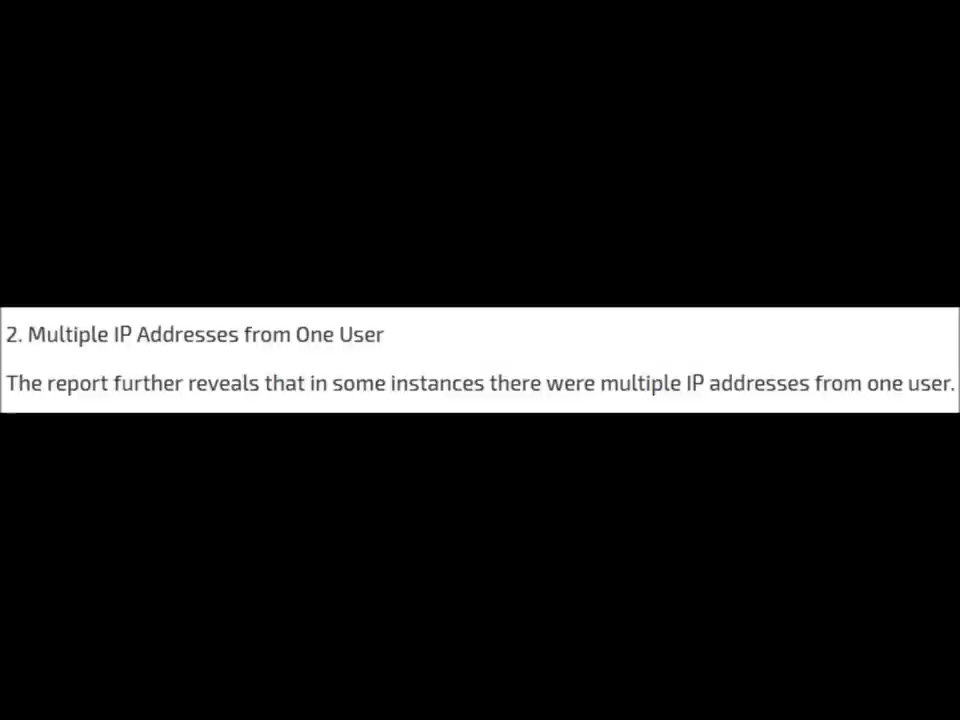 2. Multiple IP Addresses from One User
The report further reveals that in some instances there were multiple IP addresses from one user.